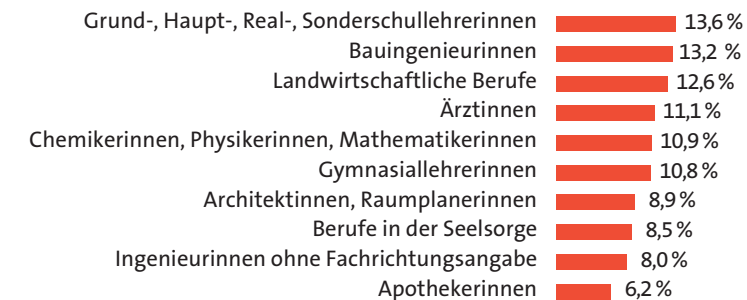 Grund-, Haupt-, Real-, Sonderschullehrerinnen 13,6 %
Bauingenieurinnen 13,2 %
Landwirtschaftliche Berufe 12,6 %
Ärztinnen 11,1 %
Chemikerinnen, Physikerinnen, Mathematikerinnen 10,9 %
Gymnasiallehrerinnen 10,8 %
Architektinnen, Raumplanerinnen 8,9 %
Berufe in der Seelsorge 8,5 %
Ingenieurinnen ohne Fachrichtungsangabe 8,0 %
Apothekerinnen 6,2 %